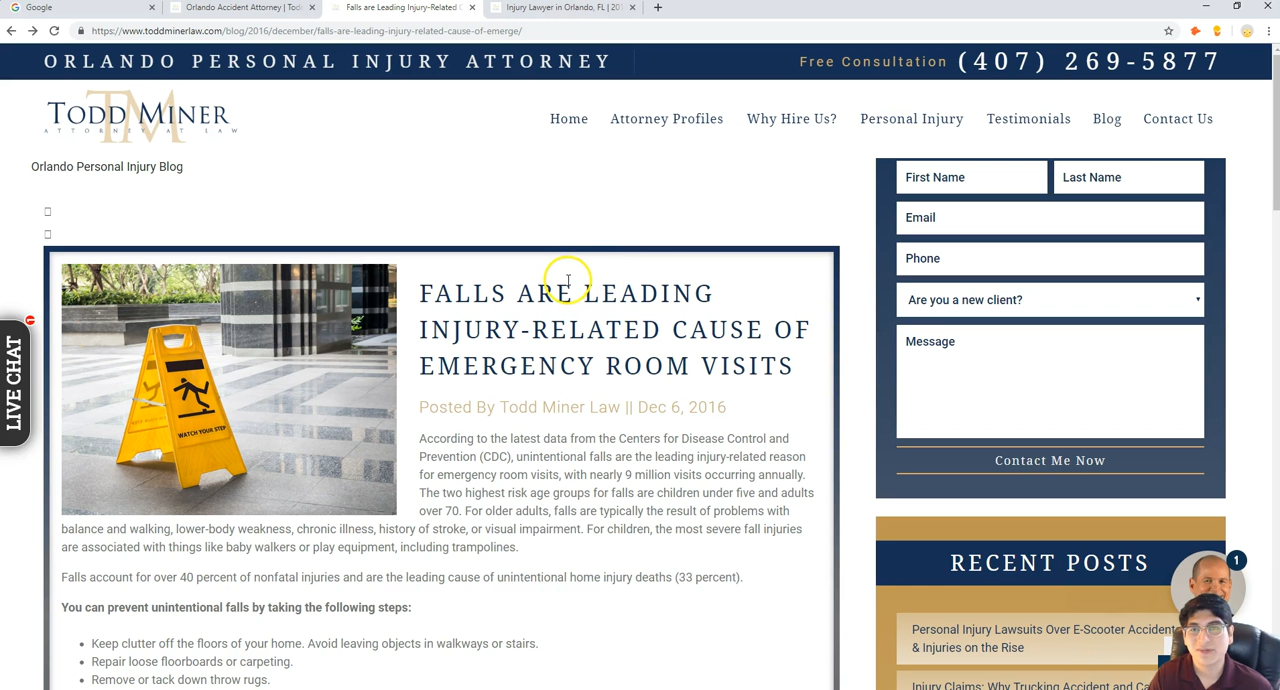 Google
Orlando Accident Attorney | Tod
Falls are Leading Injury-Related C
Injury Lawyer in Orlando, FL | 201
https://www.toddminerlaw.com/blog/2016/december/falls-are-leading-injury-related-cause-of-emerge/
ORLANDO PERSONAL INJURY ATTORNEY
Free Consultation (407) 269-5877
TM
TODD MINER
ATTORNEY AT LAW
Home Attorney Profiles Why Hire Us? Personal Injury Testimonials Blog Contact Us
Orlando Personal Injury Blog
First Name Last Name
Email
Phone
Are you a new client?
Message
Contact Me Now
LIVE CHAT
1
WATCH YOUR STEP
FALLS ARE LEADING
INJURY-RELATED CAUSE OF
EMERGENCY ROOM VISITS
Posted By Todd Miner Law || Dec 6, 2016
According to the latest data from the Centers for Disease Control and
Prevention (CDC), unintentional falls are the leading injury-related reason
for emergency room visits, with nearly 9 million visits occurring annually.
The two highest risk age groups for falls are children under five and adults
over 70. For older adults, falls are typically the result of problems with
balance and walking, lower-body weakness, chronic illness, history of stroke, or visual impairment. For children, the most severe fall injuries
are associated with things like baby walkers or play equipment, including trampolines.
Falls account for over 40 percent of nonfatal injuries and are the leading cause of unintentional home injury deaths (33 percent).
You can prevent unintentional falls by taking the following steps:
• Keep clutter off the floors of your home. Avoid leaving objects in walkways or stairs.
• Repair loose floorboards or carpeting.
• Remove or tack down throw rugs.
RECENT POSTS
1
Personal Injury Lawsuits Over E-Scooter Accident
& Injuries on the Rise
Injury Claims: Why Trucking Accident and Ca